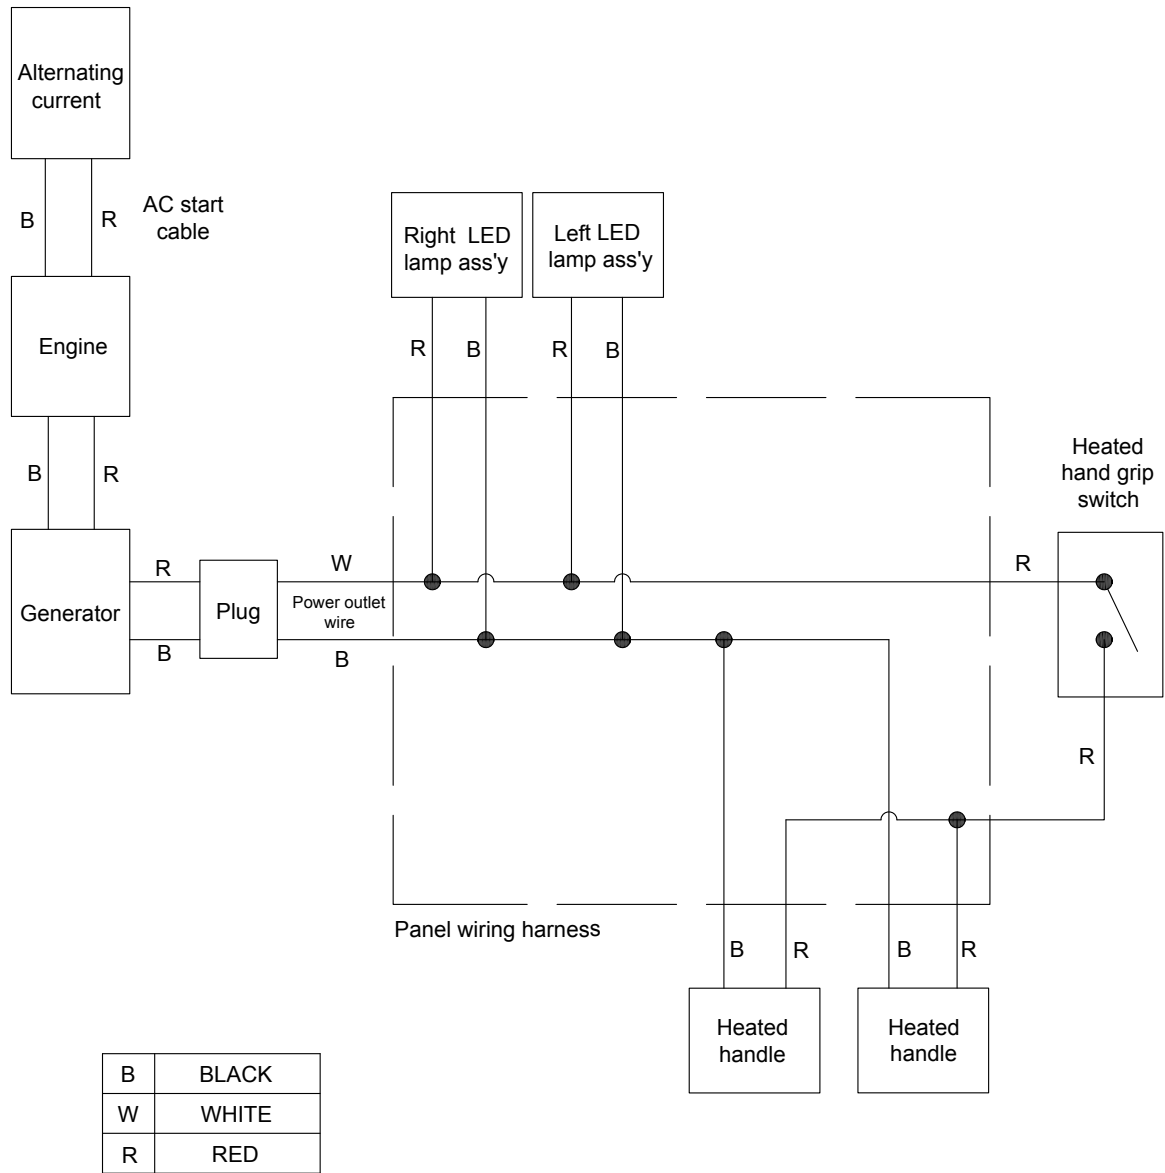 Alternating
current
B
R
AC start
cable
Engine
B
R
Generator
R
B
Plug
W
Power outlet
wire
B
Right LED
lamp ass'y
Left LED
lamp ass'y
R
B
R
B
Heated
hand grip
switch
R
R
Panel wiring harness
B
R
B
R
Heated
handle
Heated
handle
B BLACK
W WHITE
R RED